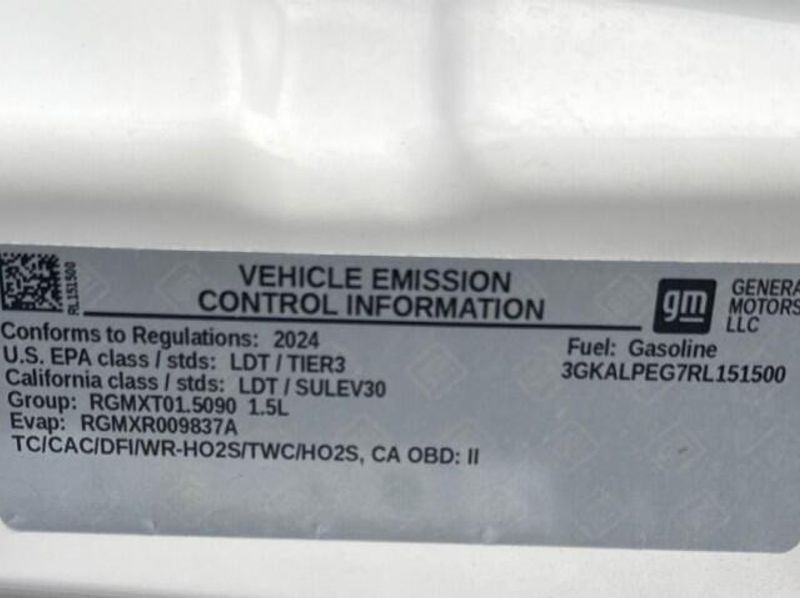 RL151500
VEHICLE EMISSION
CONTROL INFORMATION
gm
GENERA
MOTORS
LLC
Conforms to Regulations: 2024
U.S. EPA class / stds: LDT / TIER3
California class / stds: LDT / SULEV30
Group: RGMXT01.5090 1.5L
Evap: RGMXR009837A
TC/CAC/DFI/WR-HO2S/TWC/HO2S, CA OBD: II
Fuel: Gasoline
3GKALPEG7RL151500